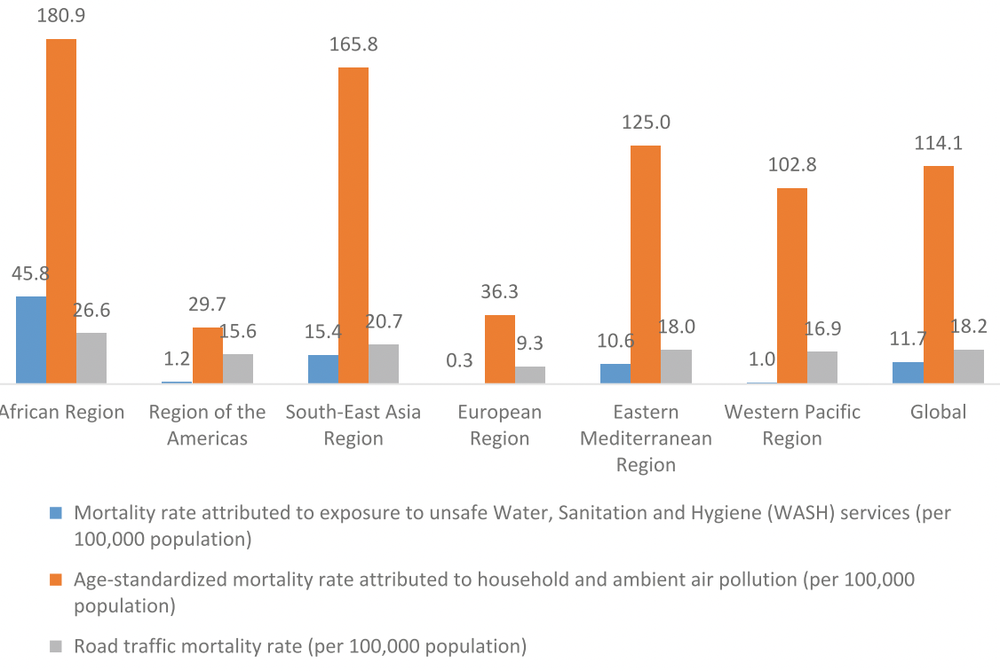 180.9
165.8
125.0
114.1
102.8
45.8
36.3
29.7
26.6
20.7
15.6
15.4
18.0
18.2
16.9
11.7
10.6
9.3
1.2
0.3
1.0
African Region
Region of the
Americas
South-East Asia
Region
European
Region
Eastern
Mediterranean
Region
Western Pacific
Region
Global
Mortality rate attributed to exposure to unsafe Water, Sanitation and Hygiene (WASH) services (per
100,000 population)
Age-standardized mortality rate attributed to household and ambient air pollution (per 100,000
population)
Road traffic mortality rate (per 100,000 population)